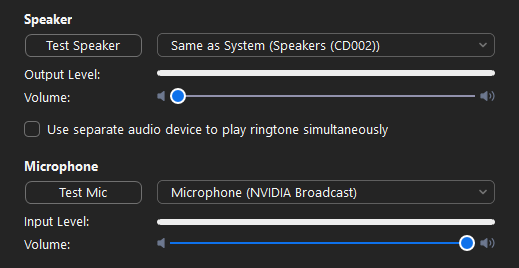 Speaker
Test Speaker
Same as System (Speakers (CD002))
Output Level:
Volume:
Use separate audio device to play ringtone simultaneously
Microphone
Test Mic
Microphone (NVIDIA Broadcast)
Input Level:
Volume: